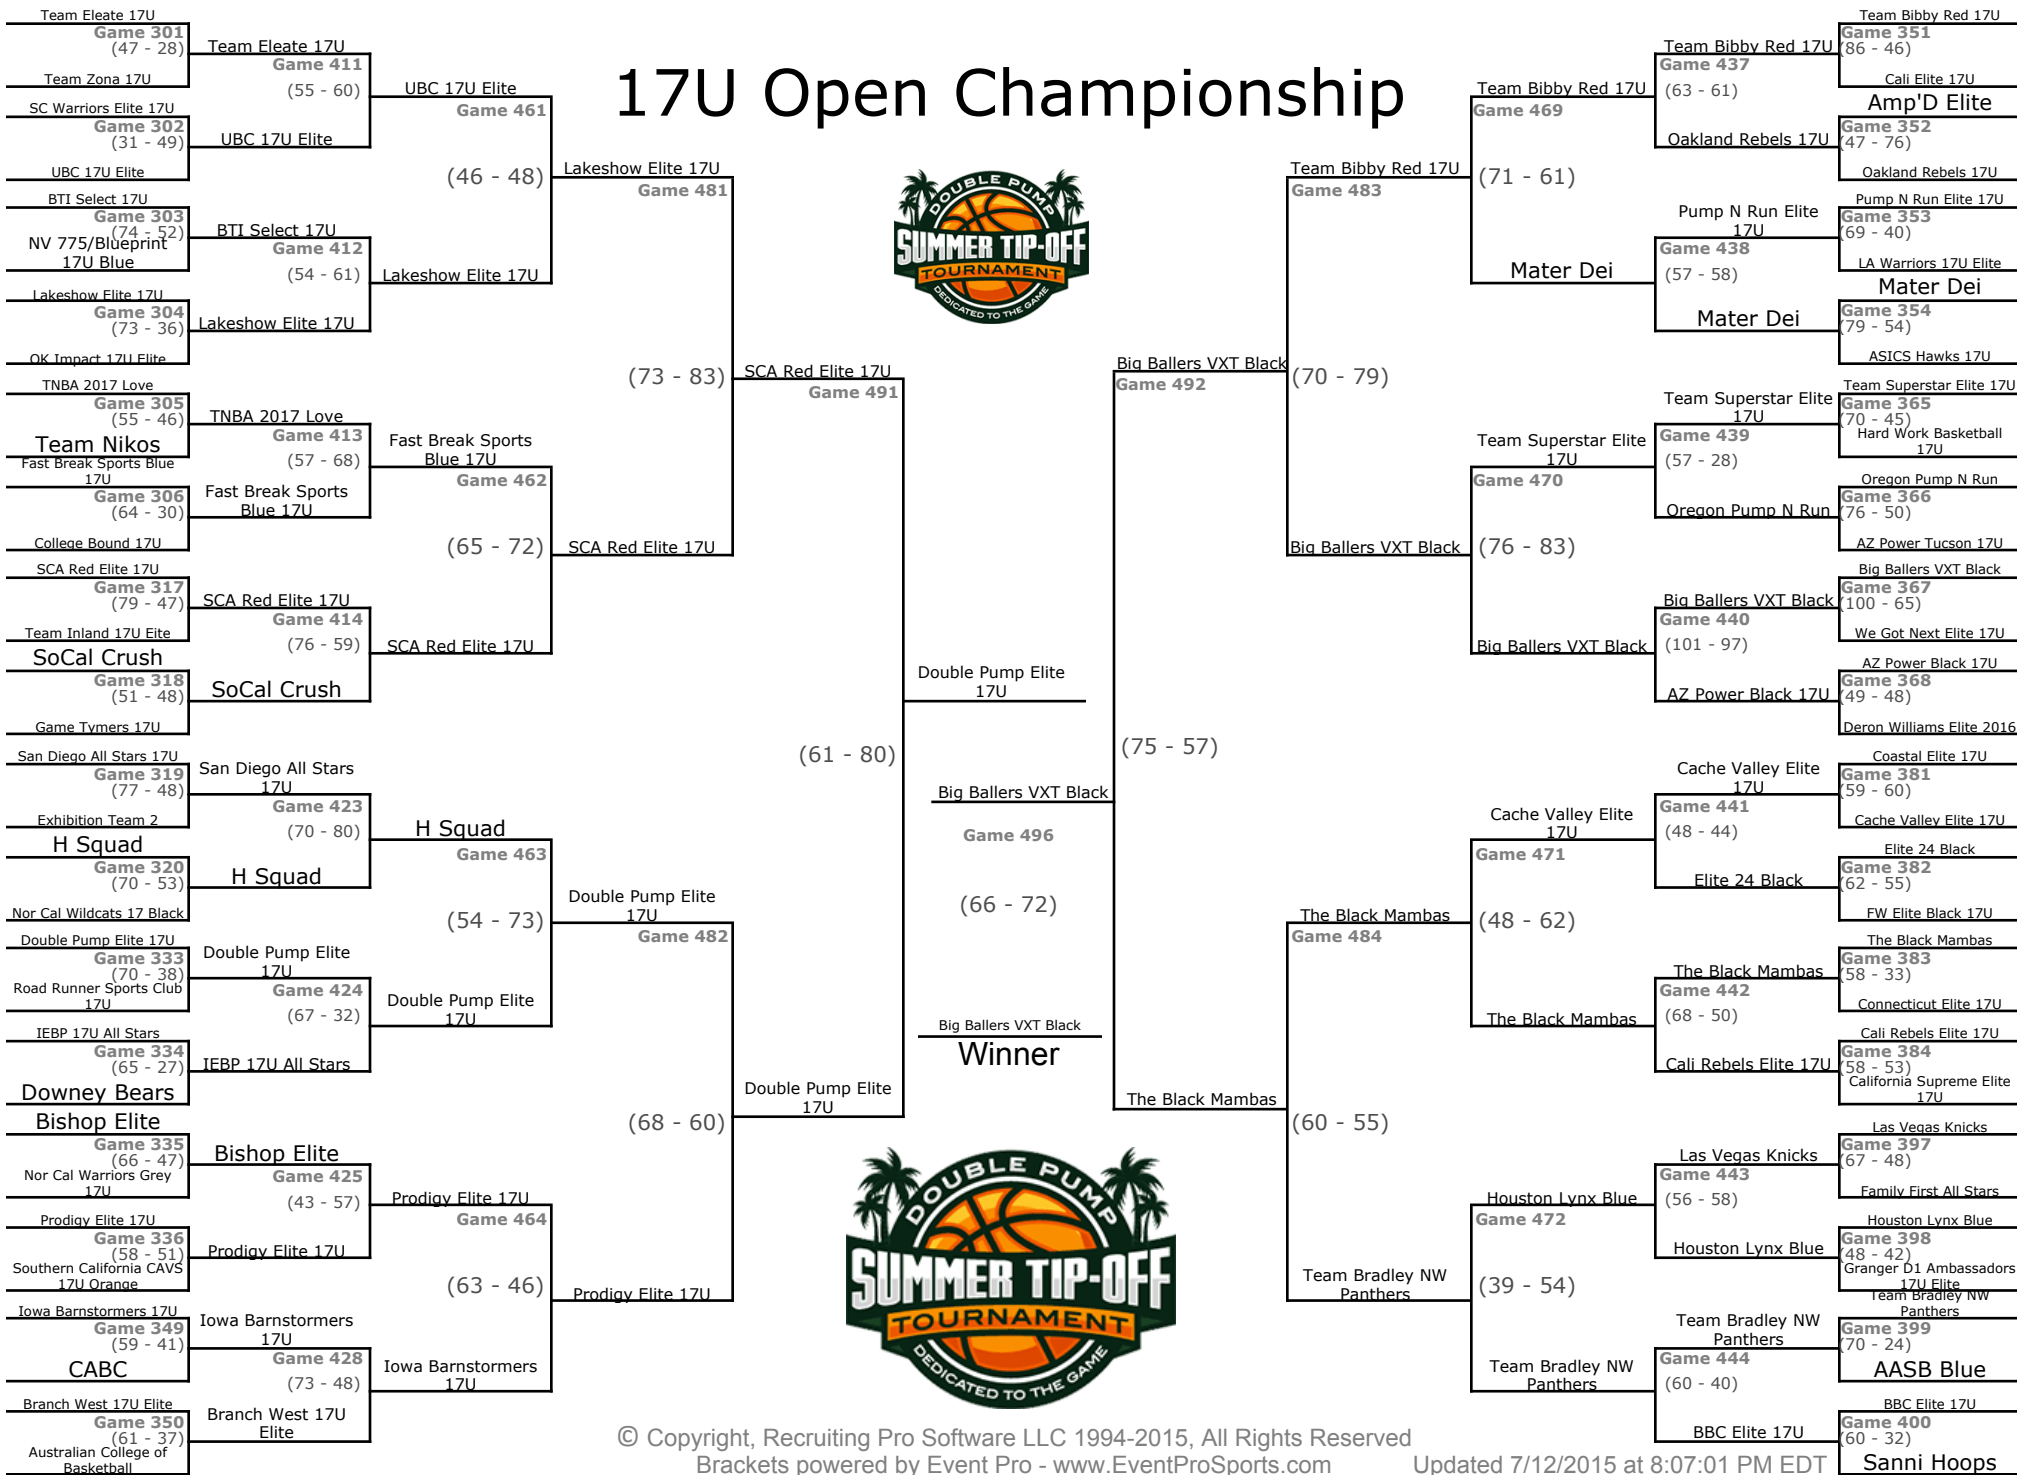 17U Open Championship
Team Eleate 17U
Game 301
(47 - 28)
Team Zona 17U
SC Warriors Elite 17U
Game 302
(31 - 49)
UBC 17U Elite
BTI Select 17U
Game 303
(74 - 52)
NV 775/Blueprint
17U Blue
Lakeshow Elite 17U
Game 304
(73 - 36)
OK Impact 17U Elite
TNBA 2017 Love
Game 305
(55 - 46)
Team Nikos
Fast Break Sports Blue
17U
Game 306
(64 - 30)
College Bound 17U
SCA Red Elite 17U
Game 317
(79 - 47)
Team Inland 17U Eite
SoCal Crush
Game 318
(51 - 48)
Game Tymers 17U
San Diego All Stars 17U
Game 319
(77 - 48)
Exhibition Team 2
H Squad
Game 320
(70 - 53)
Nor Cal Wildcats 17 Black
Double Pump Elite 17U
Game 333
(70 - 38)
Road Runner Sports Club
17U
IEBP 17U All Stars
Game 334
(65 - 27)
Downey Bears
Bishop Elite
Game 335
(66 - 47)
Nor Cal Warriors Grey
17U
Prodigy Elite 17U
Game 336
(58 - 51)
Southern California CAVS
17U Orange
Iowa Barnstormers 17U
Game 349
(59 - 41)
CABC
Branch West 17U Elite
Game 350
(61 - 37)
Australian College of
Basketball
Team Eleate 17U
Game 411
(55 - 60)
UBC 17U Elite
BTI Select 17U
Game 412
(54 - 61)
Lakeshow Elite 17U
TNBA 2017 Love
Game 413
(57 - 68)
Fast Break Sports
Blue 17U
SCA Red Elite 17U
Game 414
(76 - 59)
SoCal Crush
San Diego All Stars
17U
Game 423
(70 - 80)
H Squad
Double Pump Elite
17U
Game 424
(67 - 32)
IEBP 17U All Stars
Bishop Elite
Game 425
(43 - 57)
Prodigy Elite 17U
Iowa Barnstormers
17U
Game 428
(73 - 48)
Branch West 17U
Elite
UBC 17U Elite
Game 461
(46 - 48)
Lakeshow Elite 17U
Fast Break Sports
Blue 17U
Game 462
(65 - 72)
SCA Red Elite 17U
H Squad
Game 463
(54 - 73)
Double Pump Elite
17U
Prodigy Elite 17U
Game 464
(63 - 46)
Iowa Barnstormers
17U
Lakeshow Elite 17U
Game 481
(73 - 83)
SCA Red Elite 17U
Double Pump Elite
17U
Game 482
(68 - 60)
Prodigy Elite 17U
SCA Red Elite 17U
Game 491
(61 - 80)
Double Pump Elite
17U
DOUBLE PUMP
SUMMER TIP-OFF
TOURNAMENT
DEDICATED TO THE GAME
Double Pump Elite
17U
Big Ballers VXT Black
Game 496
(66 - 72)
Big Ballers VXT Black
Winner
DOUBLE PUMP
SUMMER TIP-OFF
TOURNAMENT
DEDICATED TO THE GAME
Big Ballers VXT Black
Game 492
(75 - 57)
The Black Mambas
Team Bibby Red 17U
Game 483
(70 - 79)
Big Ballers VXT Black
The Black Mambas
Game 484
(60 - 55)
Team Bradley NW
Panthers
Team Bibby Red 17U
Game 469
(71 - 61)
Mater Dei
Team Superstar Elite
17U
Game 470
(76 - 83)
Big Ballers VXT Black
Cache Valley Elite
17U
Game 471
(48 - 62)
The Black Mambas
Houston Lynx Blue
Game 472
(39 - 54)
Team Bradley NW
Panthers
Team Bibby Red 17U
Game 437
(63 - 61)
Oakland Rebels 17U
Pump N Run Elite
17U
Game 438
(57 - 58)
Mater Dei
Team Superstar Elite
17U
Game 439
(57 - 28)
Oregon Pump N Run
Big Ballers VXT Black
Game 440
(101 - 97)
AZ Power Black 17U
Cache Valley Elite
17U
Game 441
(48 - 44)
Elite 24 Black
The Black Mambas
Game 442
(68 - 50)
Cali Rebels Elite 17U
Las Vegas Knicks
Game 443
(56 - 58)
Houston Lynx Blue
Team Bradley NW
Panthers
Game 444
(60 - 40)
BBC Elite 17U
Team Bibby Red 17U
Game 351
(86 - 46)
Cali Elite 17U
Amp'D Elite
Game 352
(47 - 76)
Oakland Rebels 17U
Pump N Run Elite 17U
Game 353
(69 - 40)
LA Warriors 17U Elite
Mater Dei
Game 354
(79 - 54)
ASICS Hawks 17U
Team Superstar Elite 17U
Game 365
(70 - 45)
Hard Work Basketball
17U
Oregon Pump N Run
Game 366
(76 - 50)
AZ Power Tucson 17U
Big Ballers VXT Black
Game 367
(100 - 65)
We Got Next Elite 17U
AZ Power Black 17U
Game 368
(49 - 48)
Deron Williams Elite 2016
Coastal Elite 17U
Game 381
(59 - 60)
Cache Valley Elite 17U
Elite 24 Black
Game 382
(62 - 55)
FW Elite Black 17U
The Black Mambas
Game 383
(58 - 33)
Connecticut Elite 17U
Cali Rebels Elite 17U
Game 384
(58 - 53)
California Supreme Elite
17U
Las Vegas Knicks
Game 397
(67 - 48)
Family First All Stars
Houston Lynx Blue
Game 398
(48 - 42)
Granger D1 Ambassadors
17U Elite
Team Bradley NW
Panthers
Game 399
(70 - 24)
AASB Blue
BBC Elite 17U
Game 400
(60 - 32)
Sanni Hoops
© Copyright, Recruiting Pro Software LLC 1994-2015, All Rights Reserved
Brackets powered by Event Pro - www.EventProSports.com
Updated 7/12/2015 at 8:07:01 PM EDT